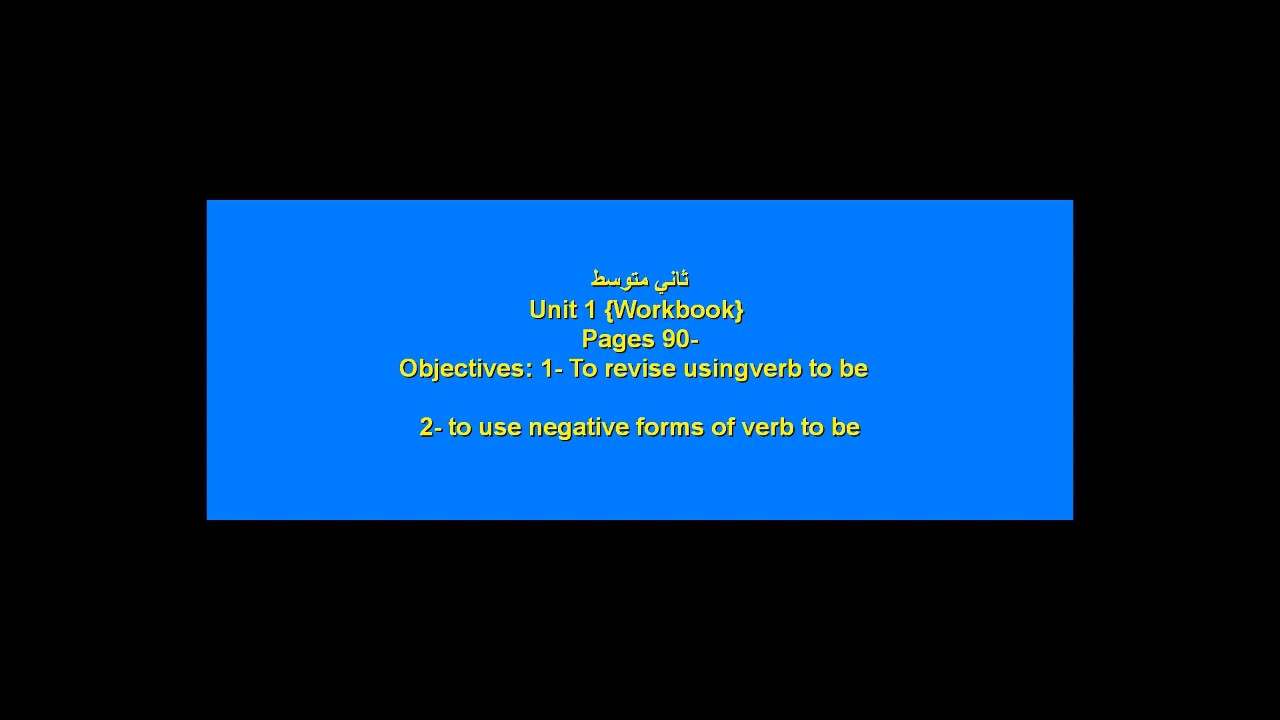 ثاني متوسط
Unit 1 {Workbook}
Pages 90-
Objectives: 1- To revise usingverb to be
2- to use negative forms of verb to be